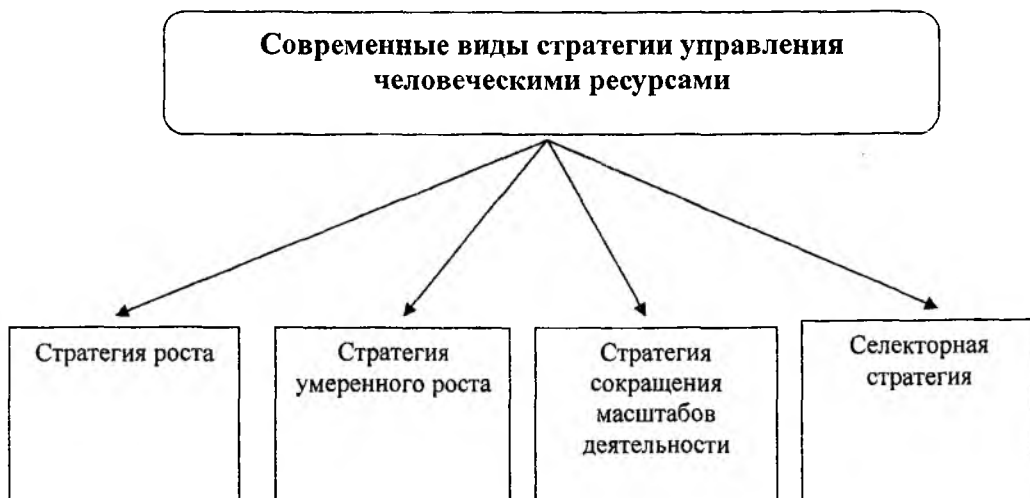 Современные виды стратегии управления
человеческими ресурсами
Стратегия роста
Стратегия
умеренного роста
Стратегия
сокращения
масштабов
деятельности
Селекторная
стратегия